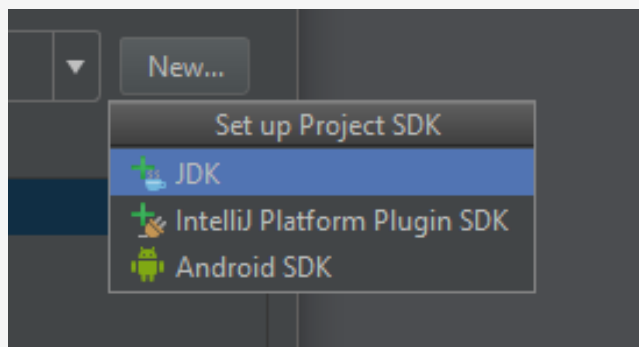 New...
Set up Project SDK
JDK
IntelliJ Platform Plugin SDK
Android SDK